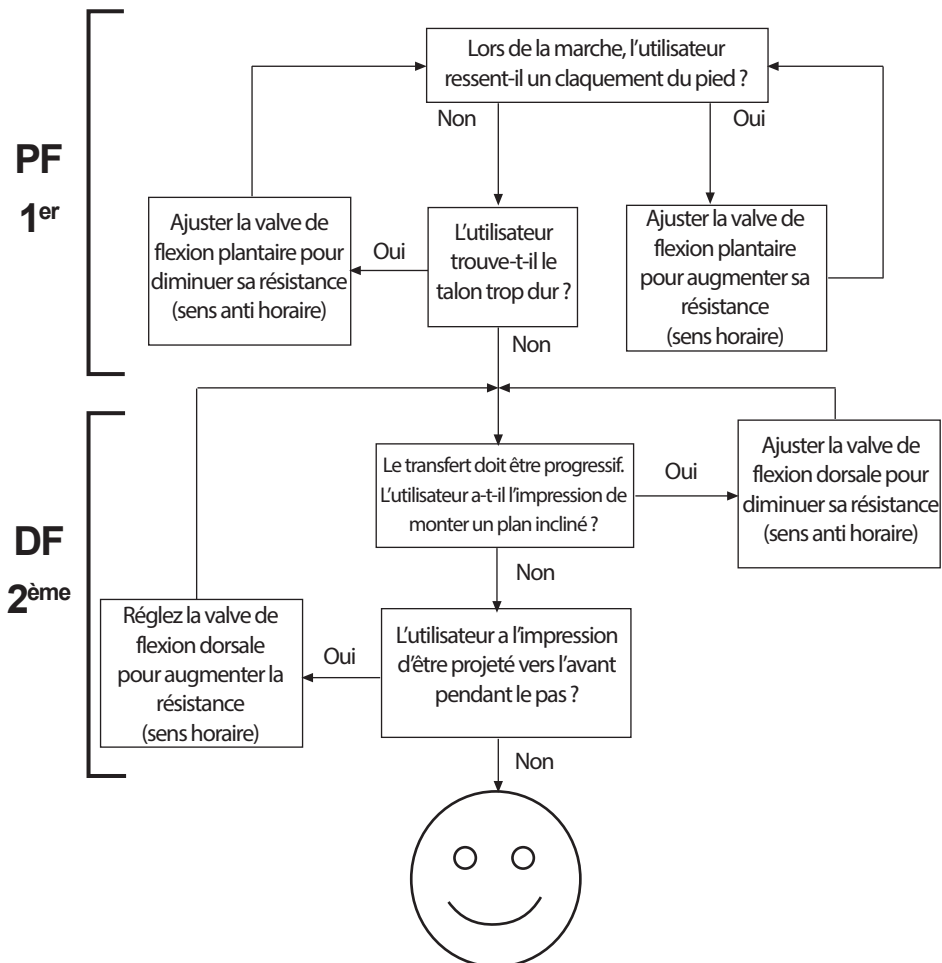 PF
1er
Lors de la marche, l'utilisateur
ressent-il un claquement du pied ?
Non
Oui
Ajuster la valve de
flexion plantaire pour
diminuer sa résistance
(sens anti horaire)
Oui
L'utilisateur
trouve-t-il le
talon trop dur ?
Ajuster la valve de
flexion plantaire
pour augmenter sa
résistance
(sens horaire)
Non
DF
2ème
Le transfert doit être progressif.
L'utilisateur a-t-il l'impression de
monter un plan incliné ?
Oui
Ajuster la valve de
flexion dorsale pour
diminuer sa résistance
(sens anti horaire)
Non
Réglez la valve de
flexion dorsale
pour augmenter la
résistance
(sens horaire)
Oui
L'utilisateur a l'impression
d'être projeté vers l'avant
pendant le pas ?
Non